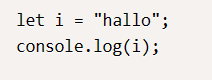 let i = "hallo";
console.log(i);